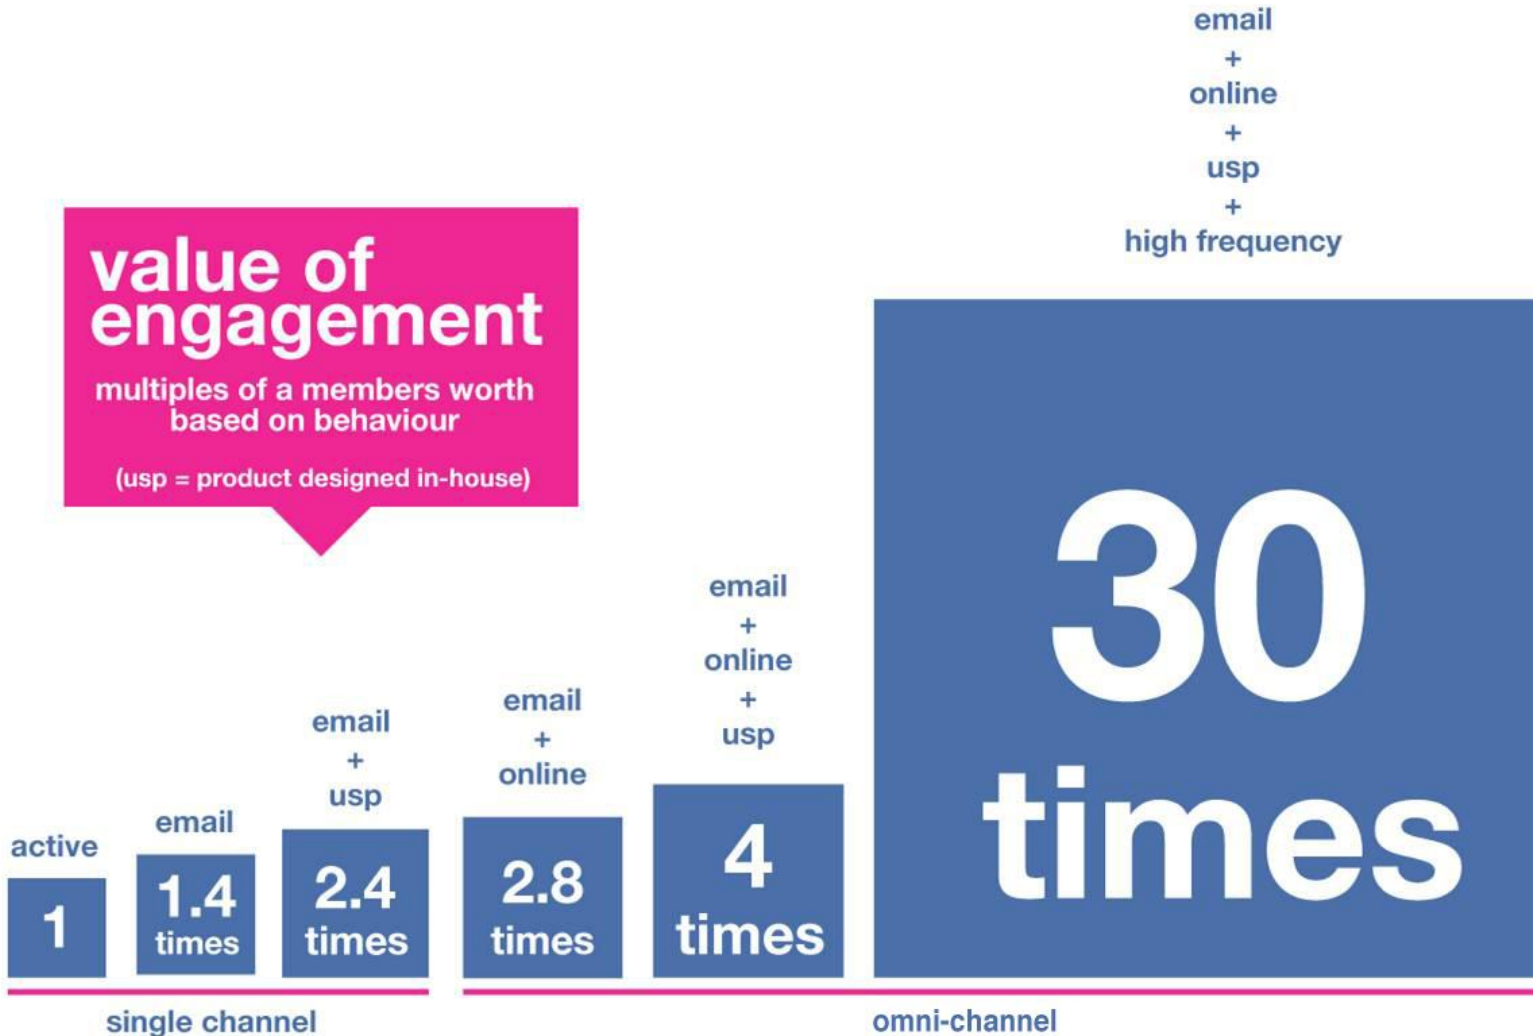 value of
engagement
multiples of a members worth
based on behaviour
(usp = product designed in-house)
active
1
email
1.4
times
email
+
usp
2.4
times
single channel
email
+
online
2.8
times
email
+
online
+
usp
4
times
email
+
online
+
usp
+
high frequency
30
times
omni-channel